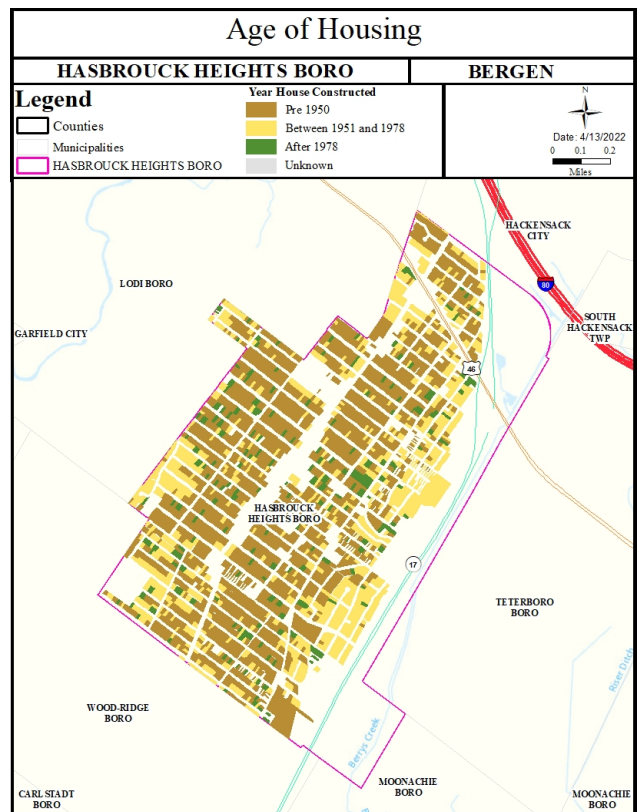 Age of Housing
HASBROUCK HEIGHTS BORO
BERGEN
Legend
Counties
Municipalities
HASBROUCK HEIGHTS BORO
Year House Constructed
Pre 1950
Between 1951 and 1978
After 1978
Unknown
N
Date: 4/13/2022
0 0.1 0.2
Miles
HACKENSACK
CITY
LODI BORO
80
SOUTH
HACKENSACK
TWP
GARFIELD CITY
46
HASBROUCK
HEIGHTS BORO
17
TETERBORO
BORO
Riser Ditch
WOOD-RIDGE
BORO
Berrys Creek
MOONACHIE
BORO
CARLSTADT
BORO
MOONACHIE
BORO